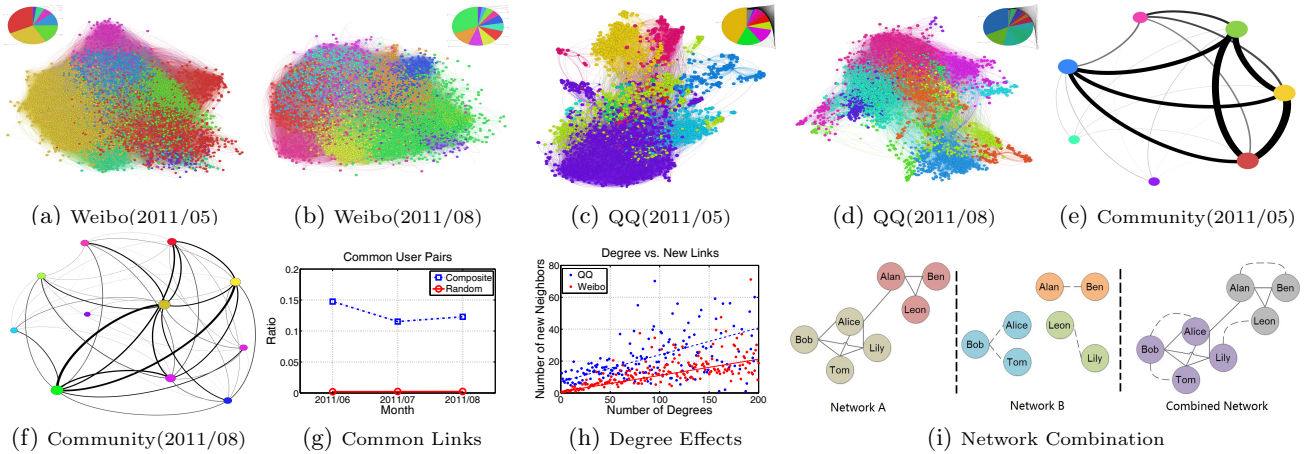 (a) Weibo(2011/05)
(b) Weibo(2011/08)
(c) QQ(2011/05)
(d) QQ(2011/08)
(e) Community(2011/05)
(f) Community(2011/08)
Common User Pairs
Composite
Random
Ratio
0.2
0.15
0.1
0.05
0
2011/06
2011/07
2011/08
Month
(g) Common Links
Degree vs. New Links
QQ
Weibo
Number of new Neighbors
80
60
40
20
0
0
50
100
150
200
Number of Degrees
(h) Degree Effects
Alan
Ben
Leon
Alice
Bob
Lily
Tom
Network A
Alan
Ben
Alice
Leon
Bob
Tom
Lily
Network B
Alan
Ben
Leon
Alice
Bob
Lily
Tom
Combined Network
(i) Network Combination